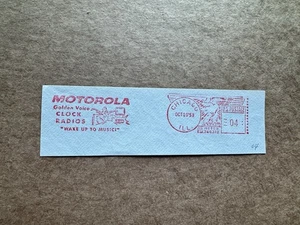 MOTOROLA
Golden Voice
CLOCK
RADIOS
"WAKE UP TO MUSIC!"
CHICAGO
ILL.
04